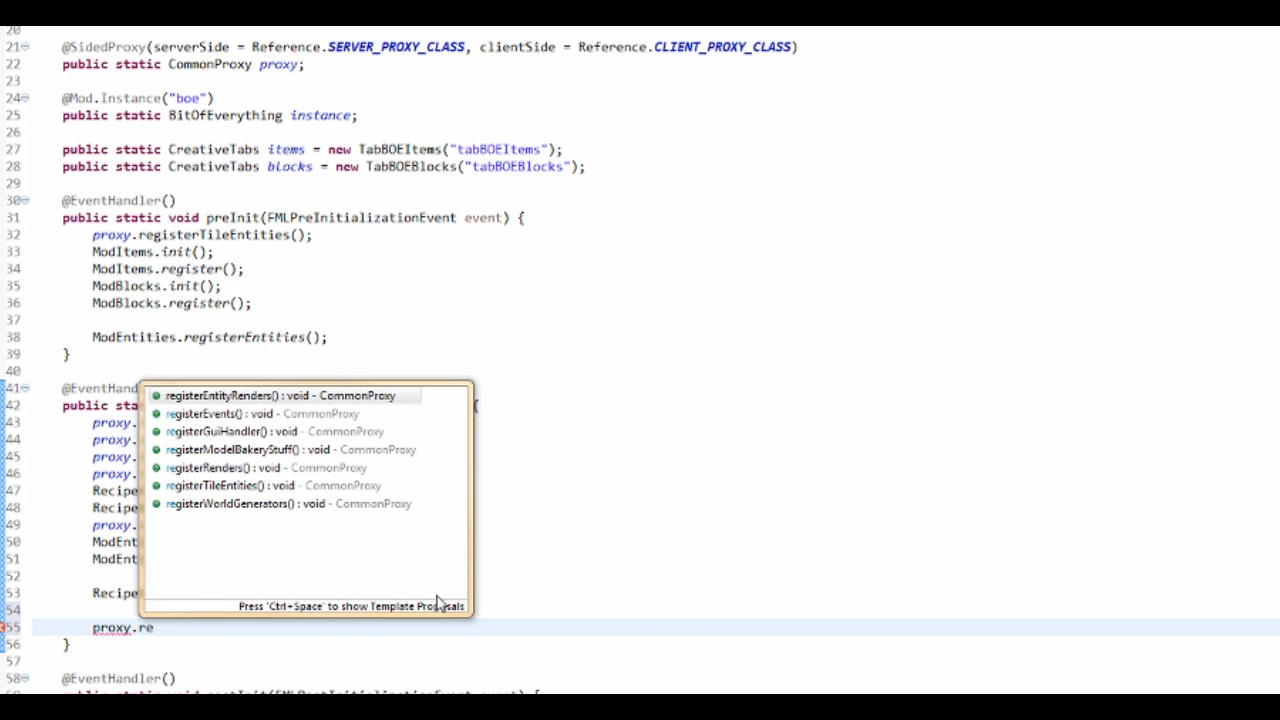 20
21 @SidedProxy(serverSide = Reference.SERVER_PROXY_CLASS, clientSide = Reference.CLIENT_PROXY_CLASS)
22 public static CommonProxy proxy;
23
24 @Mod.Instance("boe")
25 public static BitOfEverything instance;
26
27 public static CreativeTabs items = new TabBOEItems("tabBOEItems");
28 public static CreativeTabs blocks = new TabBOEBlocks("tabBOEBlocks");
29
30 @EventHandler()
31 public static void preInit(FMLPreInitializationEvent event) {
32 proxy.registerTileEntities();
33 ModItems.init();
34 ModItems.register();
35 ModBlocks.init();
36 ModBlocks.register();
37
38 ModEntities.registerEntities();
39 }
40
41 @EventHand
42 public sta {
43 proxy.
44 proxy.
45 proxy.
46 proxy.
47 Recipe
48 Recipe
49 proxy.
50 ModEnt
51 ModEnt
52
53 Recipe
54
55 proxy.re
56 }
57
58 @EventHandler()
registerEntityRenders() : void - CommonProxy
registerEvents() : void - CommonProxy
registerGuiHandler() : void - CommonProxy
registerModelBakeryStuff() : void - CommonProxy
registerRenders() : void - CommonProxy
registerTileEntities() : void - CommonProxy
registerWorldGenerators() : void - CommonProxy
Press 'Ctrl+Space' to show Template Proposals